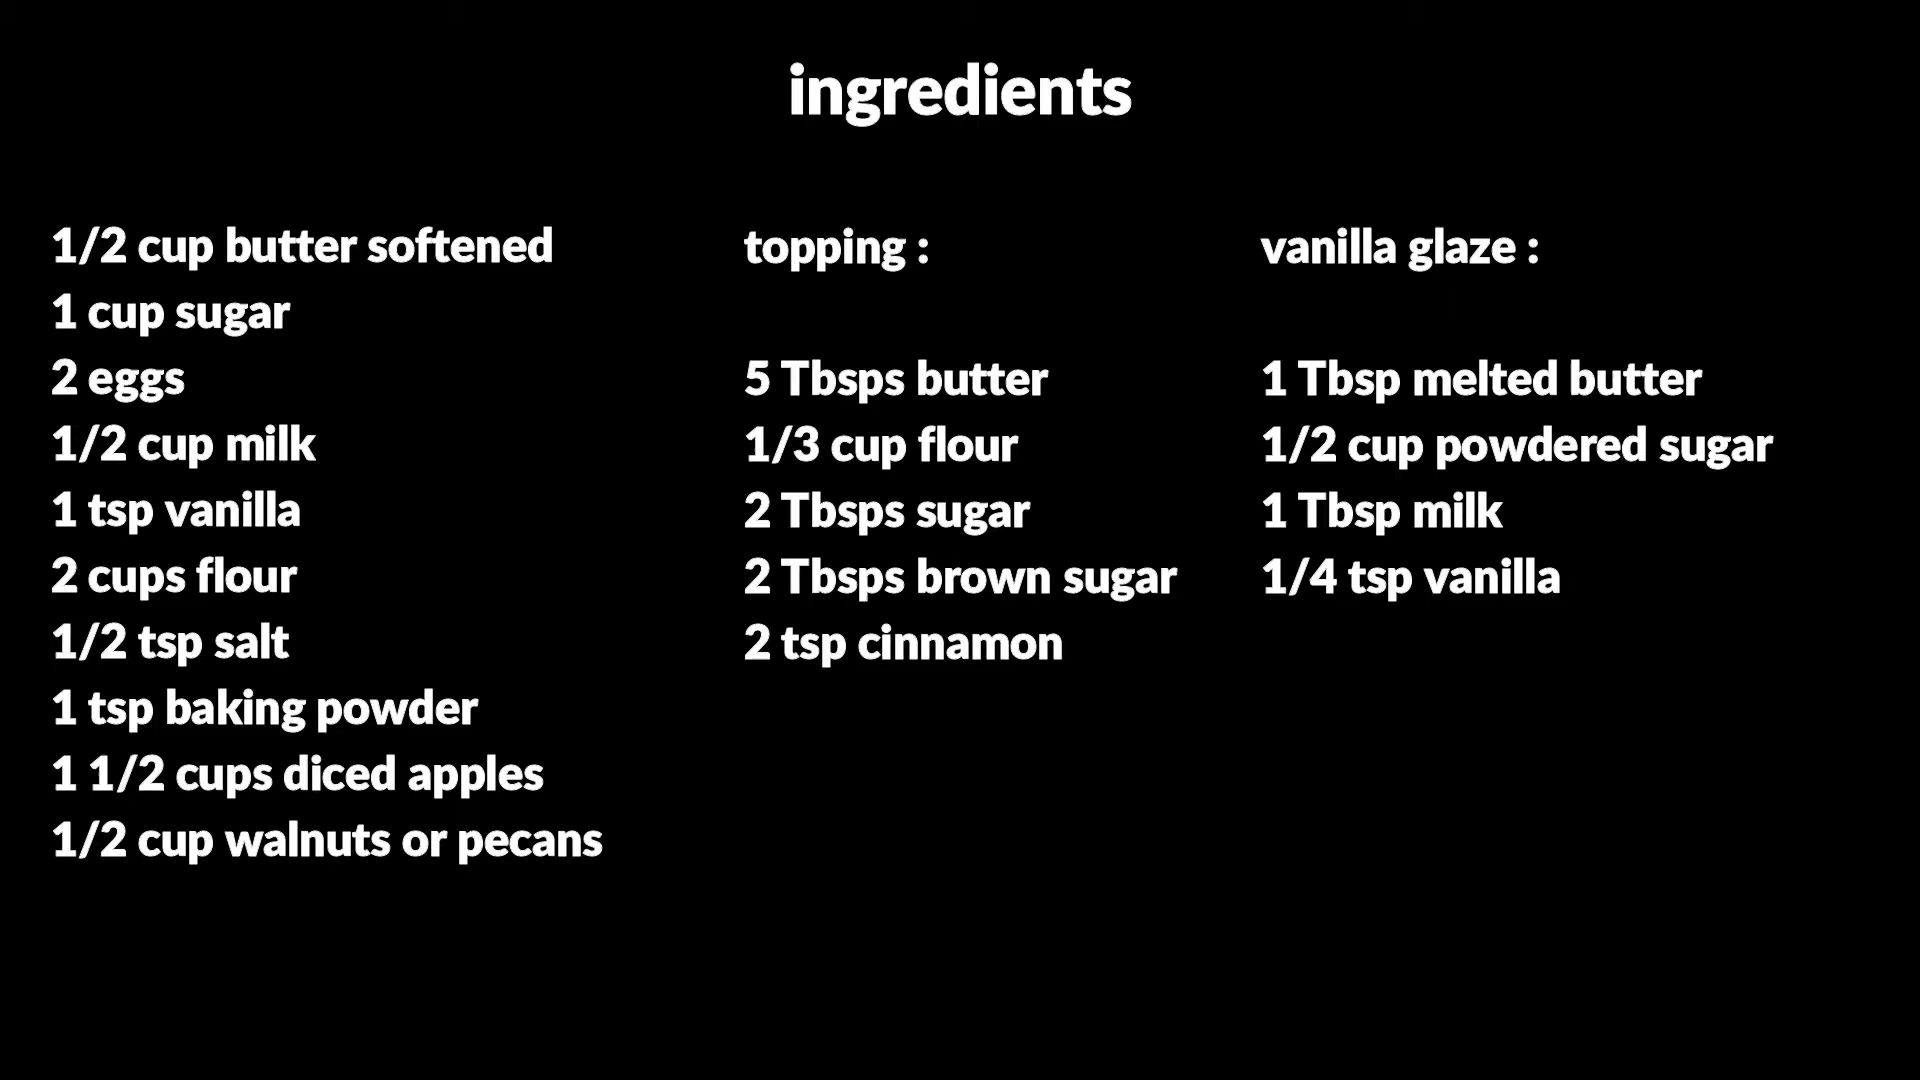 ingredients
1/2 cup butter softened
1 cup sugar
2 eggs
1/2 cup milk
1 tsp vanilla
2 cups flour
1/2 tsp salt
1 tsp baking powder
1 1/2 cups diced apples
1/2 cup walnuts or pecans
topping :
5 Tbsps butter
1/3 cup flour
2 Tbsps sugar
2 Tbsps brown sugar
2 tsp cinnamon
vanilla glaze :
1 Tbsp melted butter
1/2 cup powdered sugar
1 Tbsp milk
1/4 tsp vanilla